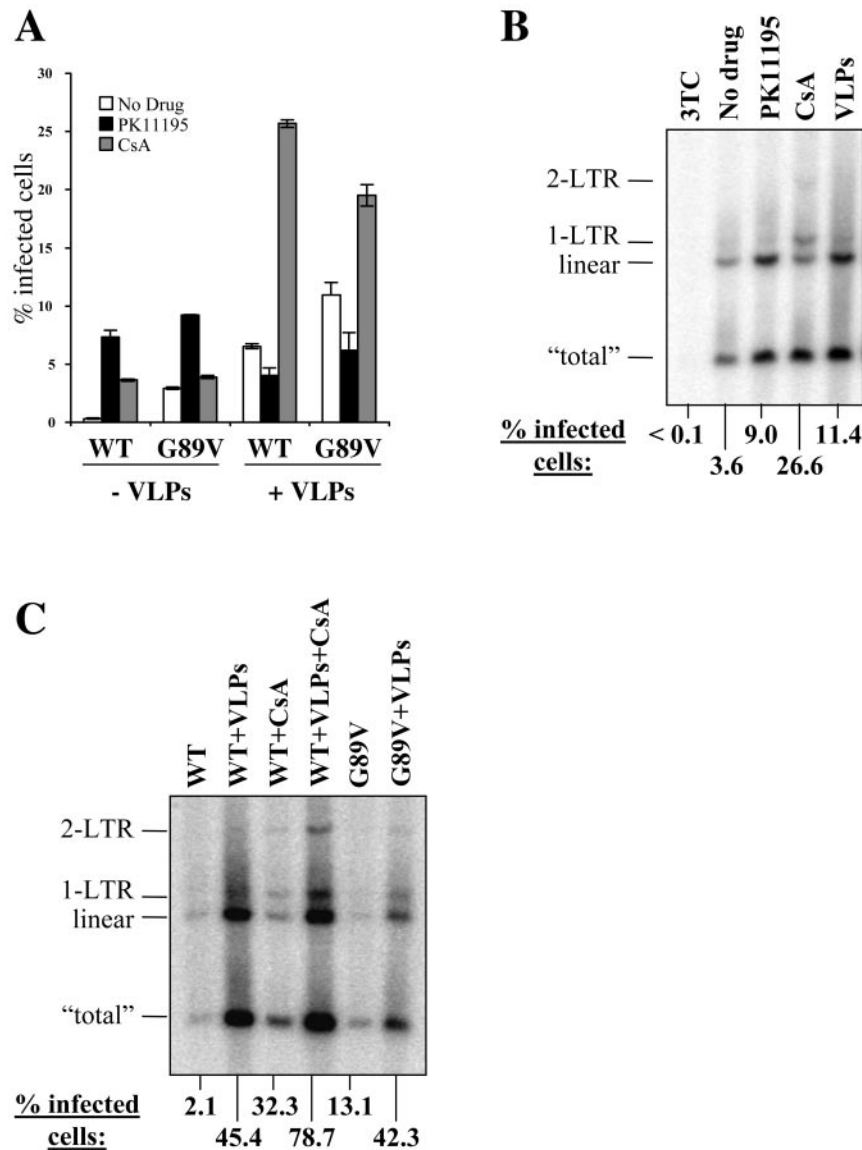 A
30
25
20
15
10
5
0
% infected cells
No Drug
PK11195
CsA
WT G89V WT G89V
- VLPs + VLPs
B
3TC
No drug
PK11195
CsA
VLPs
2-LTR
1-LTR
linear
“total”
% infected < 0.1 9.0 11.4
cells: 3.6 26.6
C
WT
WT+VLPs
WT+CsA
WT+VLPs+CsA
G89V
G89V+VLPs
2-LTR
1-LTR
linear
“total”
% infected 2.1 32.3 13.1
cells: 45.4 78.7 42.3